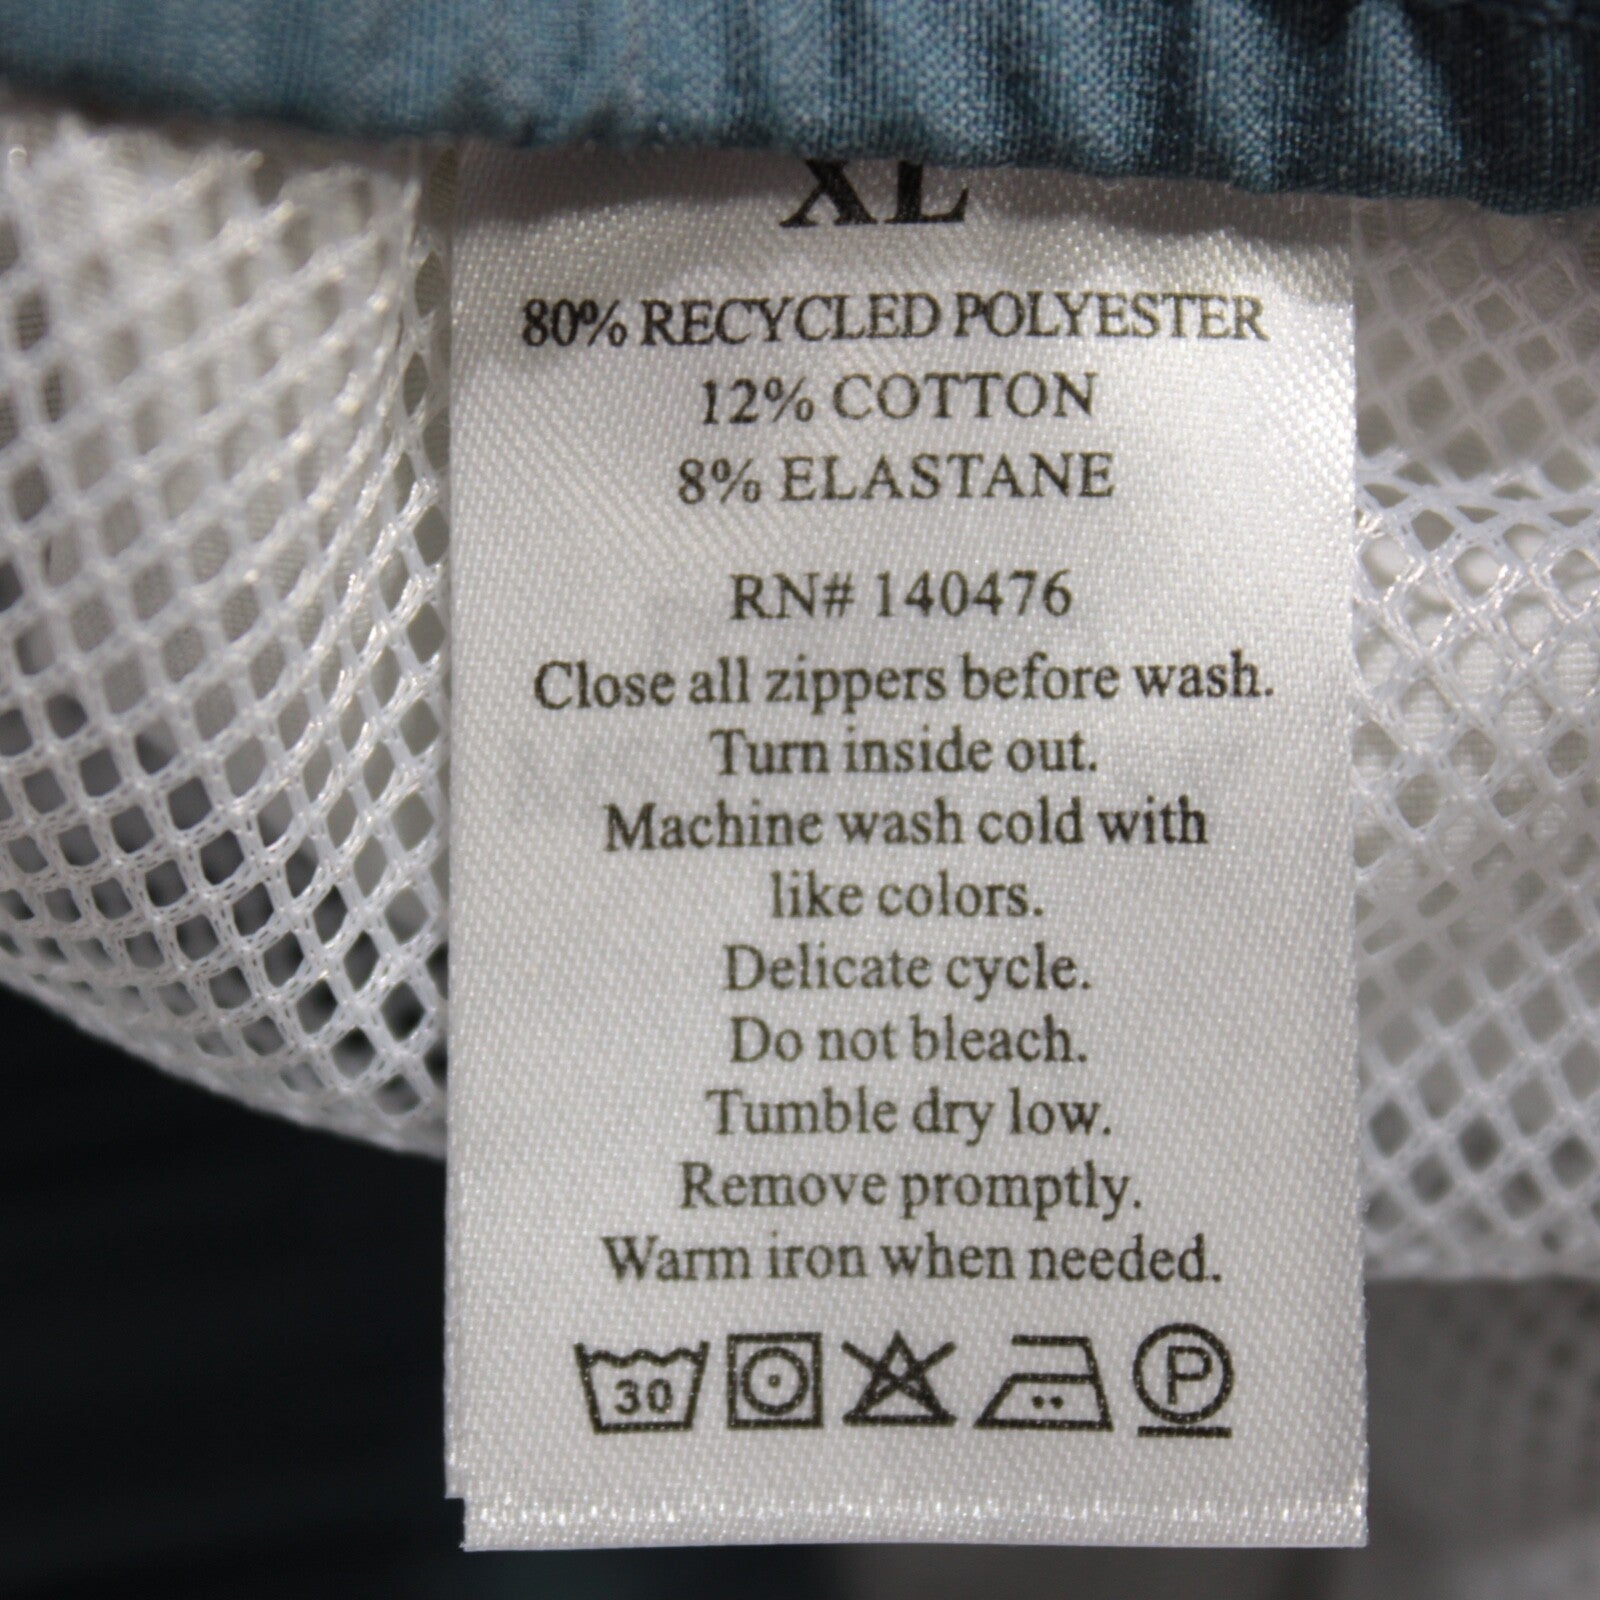 XL
80% RECYCLED POLYESTER
12% COTTON
8% ELASTANE
RN# 140476
Close all zippers before wash.
Turn inside out.
Machine wash cold with
like colors.
Delicate cycle.
Do not bleach.
Tumble dry low.
Remove promptly.
Warm iron when needed.
30 P